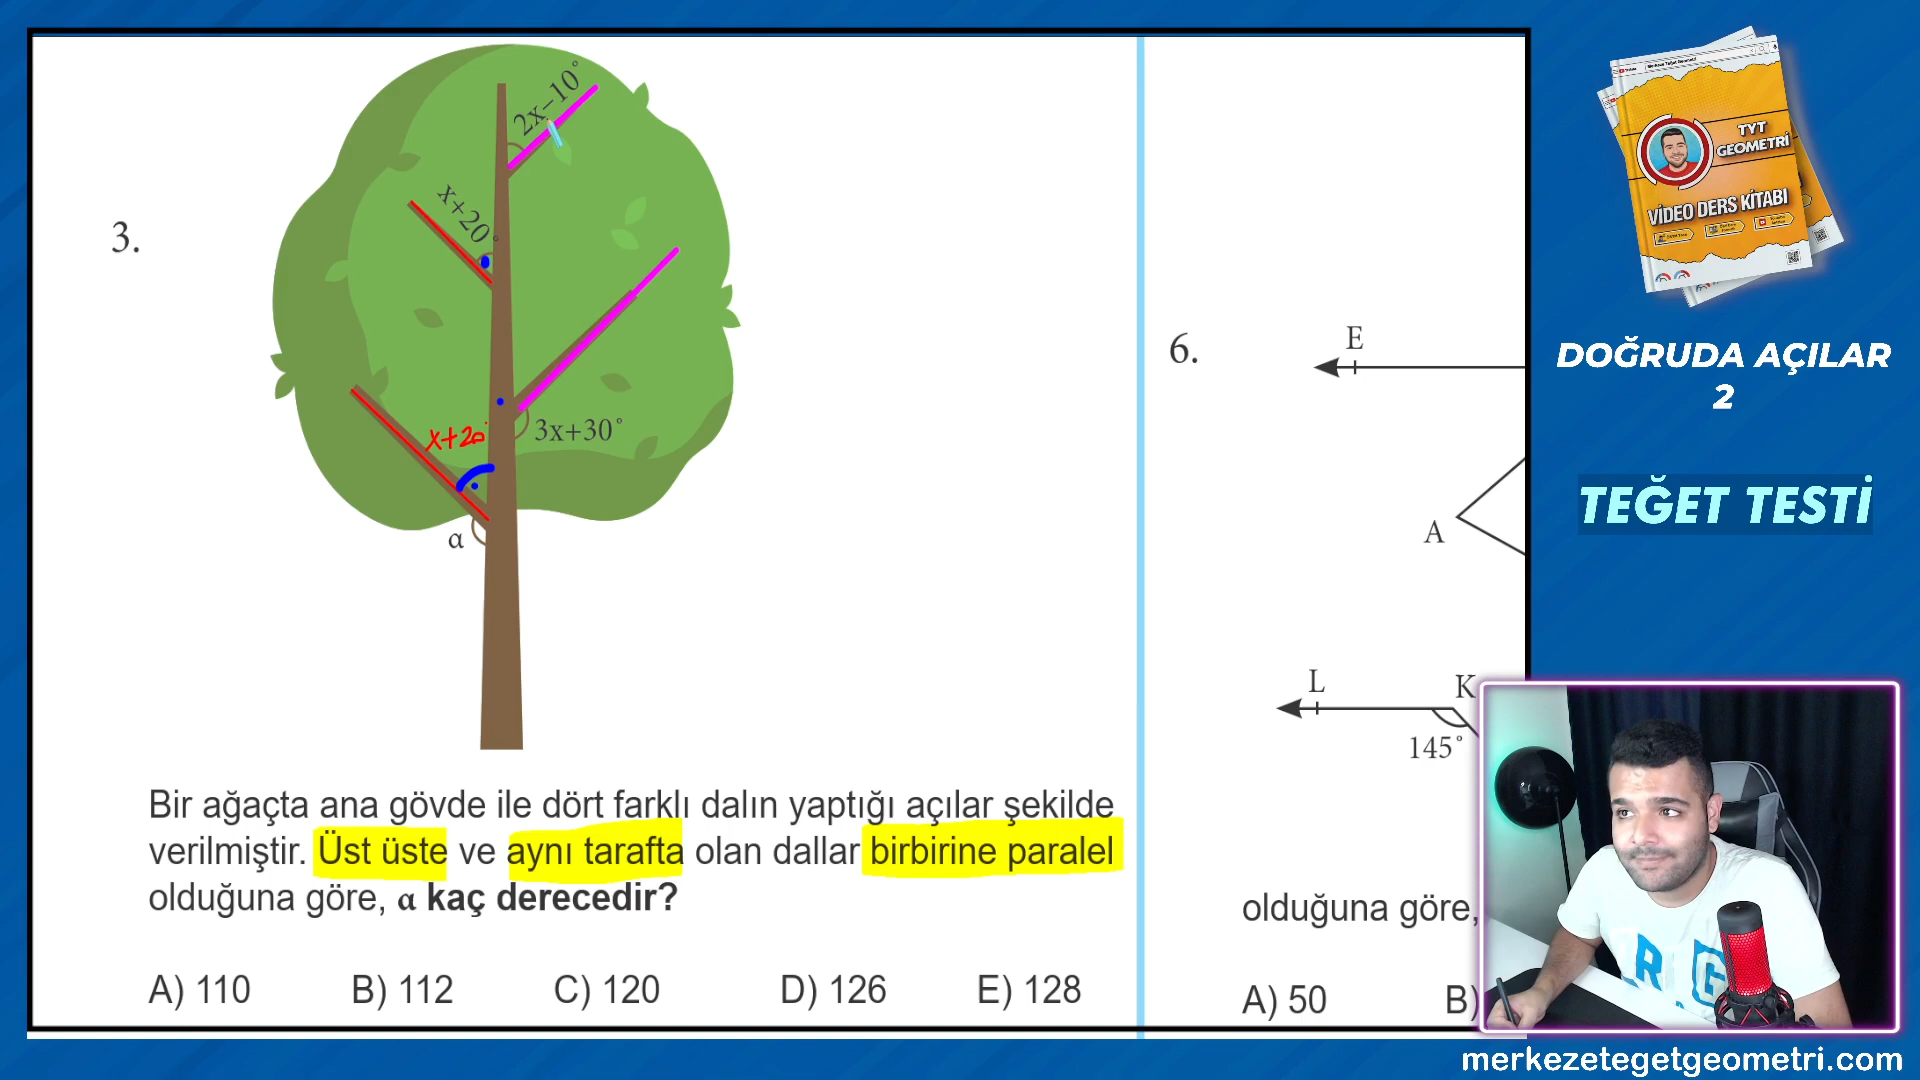 3.
2x–10°
x+20°
x+20°
3x+30°
α
Bir ağaçta ana gövde ile dört farklı dalın yaptığı açılar şekilde
verilmiştir. Üst üste ve aynı tarafta olan dallar birbirine paralel
olduğuna göre, α kaç derecedir?
A) 110 B) 112 C) 120 D) 126 E) 128
6.
E
A
L
K
145°
olduğuna göre,
A) 50 B)
TYT
GEOMETRİ
VİDEO DERS KİTABI
DOĞRUDA AÇILAR
2
TEĞET TESTİ
merkezetegetgeometri.com